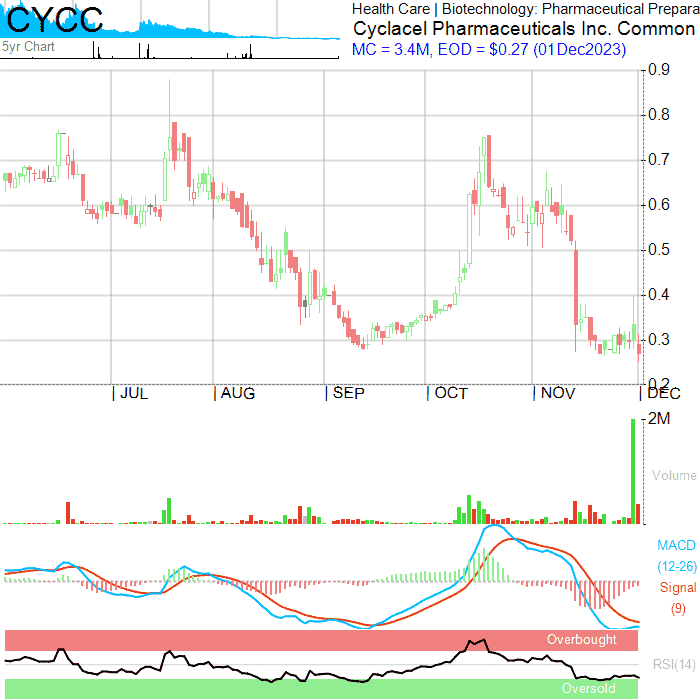 CYCC
5yr Chart
Health Care | Biotechnology: Pharmaceutical Prepara
Cyclacel Pharmaceuticals Inc. Common
MC = 3.4M, EOD = $0.27 (01Dec2023)
0.9
0.8
0.7
0.6
0.5
0.4
0.3
0.2
| JUL | AUG | SEP | OCT | NOV | DEC
2M
Volume
MACD
(12-26)
Signal
(9)
Overbought
RSI(14)
Oversold